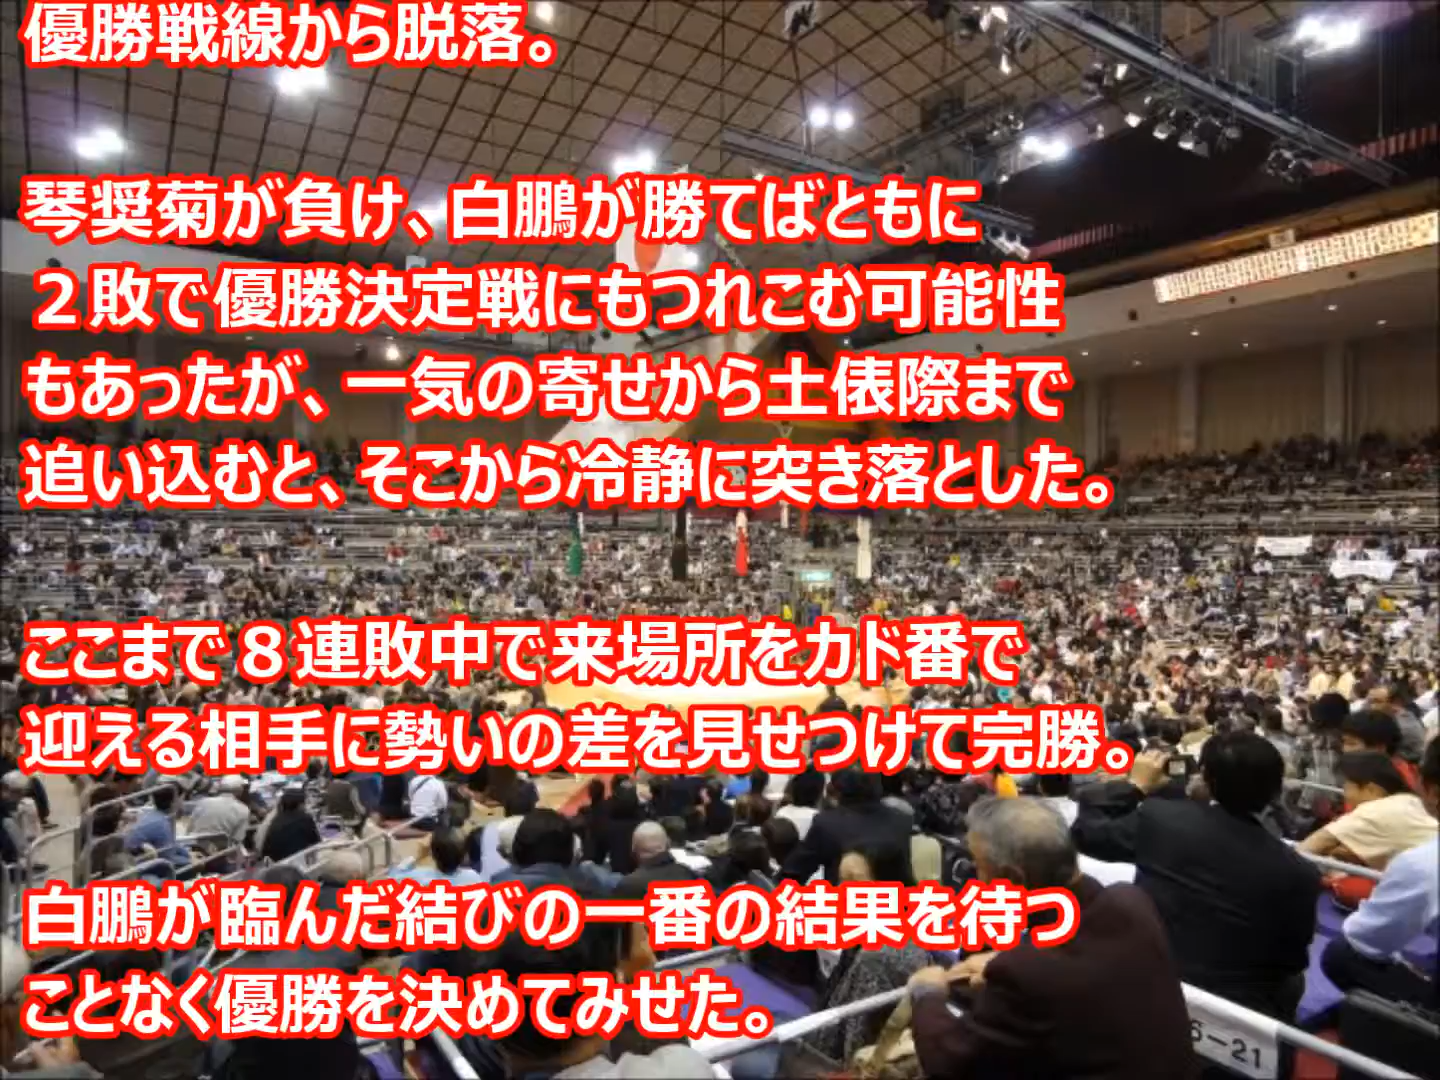 優勝戦線から脱落。
琴奨菊が負け、白鵬が勝てばともに
２敗で優勝決定戦にもつれこむ可能性
もあったが、一気の寄せから土俵際まで
追い込むと、そこから冷静に突き落とした。
ここまで８連敗中で来場所をカド番で
迎える相手に勢いの差を見せつけて完勝。
白鵬が臨んだ結びの一番の結果を待つ
ことなく優勝を決めてみせた。
6-21